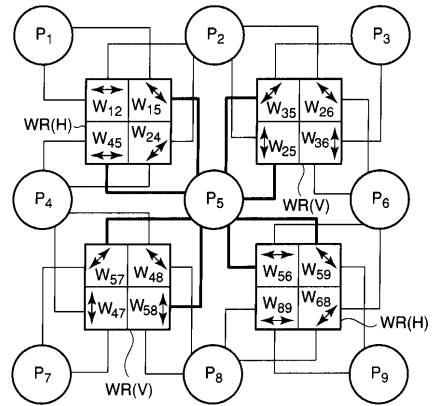 P1 P2 P3
W12 W15 W35 W26
WR(H)
W45 W24 W25 W36
WR(V)
P4 P5 P6
W57 W48 W56 W59
W47 W58 W89 W68
WR(H)
P7 WR(V) P8 P9